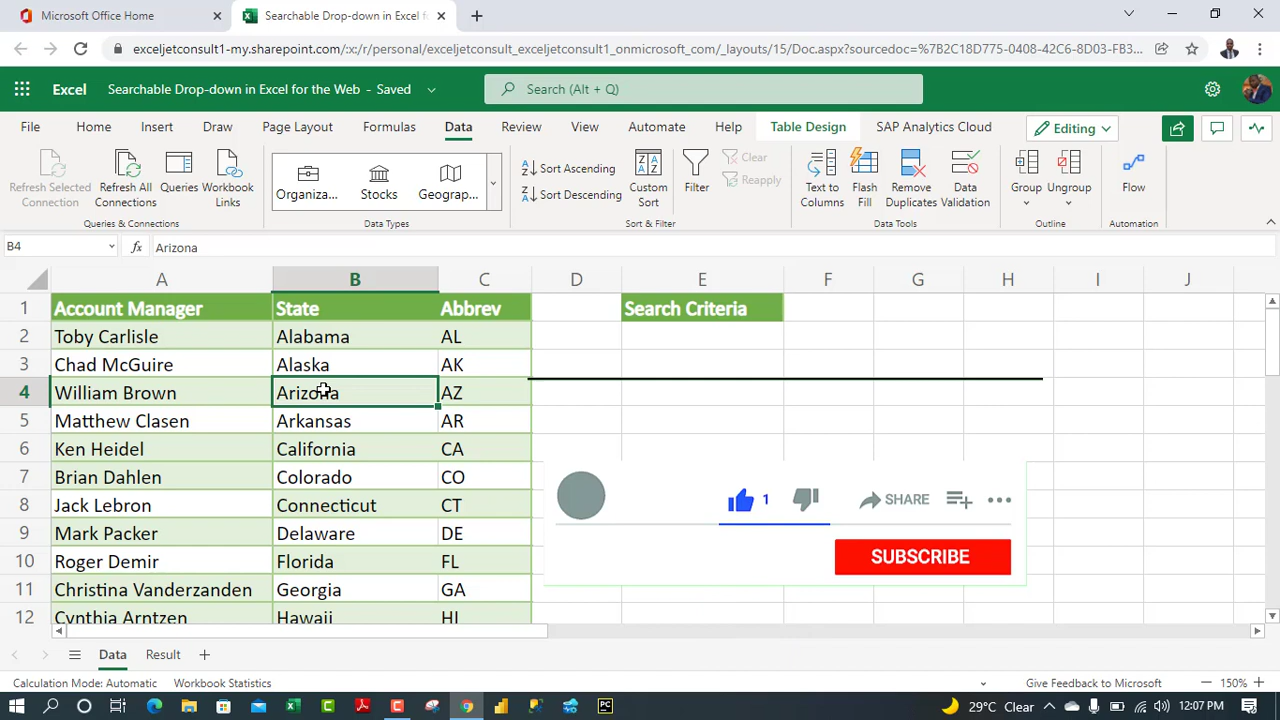 Microsoft Office Home
Searchable Drop-down in Excel f
exceljetconsult1-my.sharepoint.com/:x:/r/personal/exceljetconsult_exceljetconsult1_onmicrosoft_com/_layouts/15/Doc.aspx?sourcedoc=%7B2C18D775-0408-42C6-8D03-FB3...
Excel
Searchable Drop-down in Excel for the Web - Saved
Search (Alt + Q)
File Home Insert Draw Page Layout Formulas Data Review View Automate Help Table Design SAP Analytics Cloud Editing
Refresh Selected Connection
Refresh All Connections
Queries
Workbook Links
Queries & Connections
Organiza...
Stocks
Geograp...
Data Types
Sort Ascending
Sort Descending
Custom Sort
Filter
Clear
Reapply
Sort & Filter
Text to Columns
Flash Fill
Remove Duplicates
Data Validation
Data Tools
Group
Ungroup
Outline
Flow
Automation
B4 fx Arizona
A B C D E F G H I J
1 Account Manager State Abbrev Search Criteria
2 Toby Carlisle Alabama AL
3 Chad McGuire Alaska AK
4 William Brown Arizona AZ
5 Matthew Clasen Arkansas AR
6 Ken Heidel California CA
7 Brian Dahlen Colorado CO
8 Jack Lebron Connecticut CT
9 Mark Packer Delaware DE
10 Roger Demir Florida FL
11 Christina Vanderzanden Georgia GA
12 Cynthia Arntzen Hawaii HI
1 SHARE
SUBSCRIBE
Data Result
Calculation Mode: Automatic Workbook Statistics Give Feedback to Microsoft 150%
29°C Clear 12:07 PM